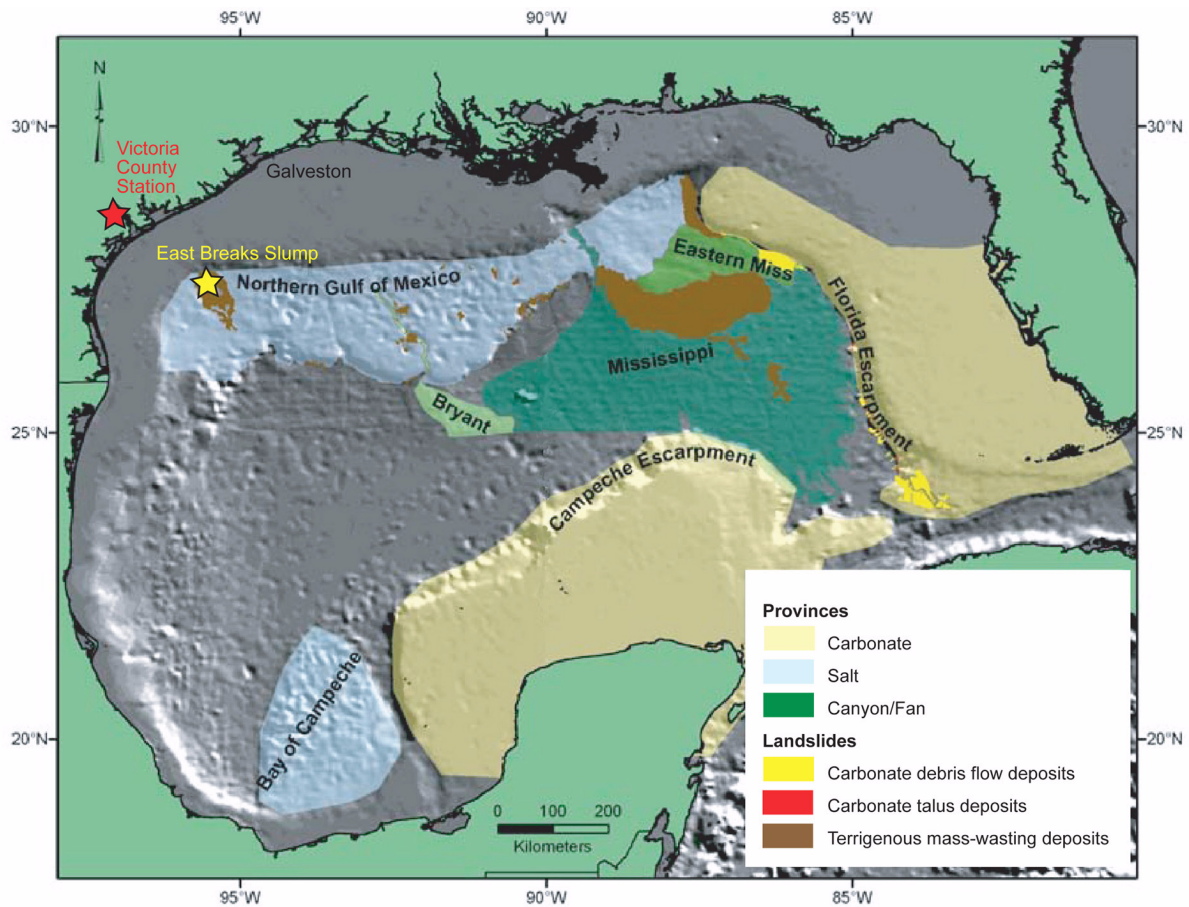 95°W
90°W
85°W
N
30°N
30°N
Victoria
County
Station
Galveston
East Breaks Slump
Northern Gulf of Mexico
Eastern Miss
Florida Escarpment
Mississippi
Bryant
25°N
25°N
Campeche Escarpment
Bay of Campeche
20°N
20°N
0 100 200
Kilometers
Provinces
Carbonate
Salt
Canyon/Fan
Landslides
Carbonate debris flow deposits
Carbonate talus deposits
Terrigenous mass-wasting deposits
95°W
90°W
85°W